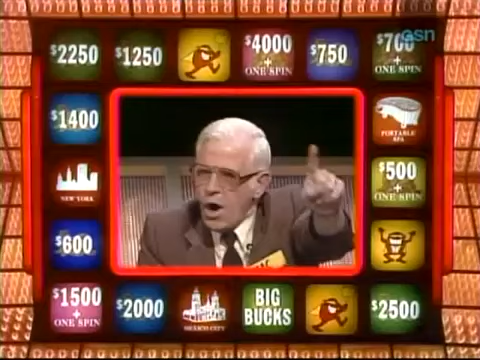 $2250
$1250
$4000
+
ONE SPIN
$750
$700
+
ONE SPIN
gsn
$1400
PORTABLE
SPA
NEW YORK
$500
+
ONE SPIN
$600
$1500
+
ONE SPIN
$2000
MEXICO CITY
BIG
BUCKS
$2500